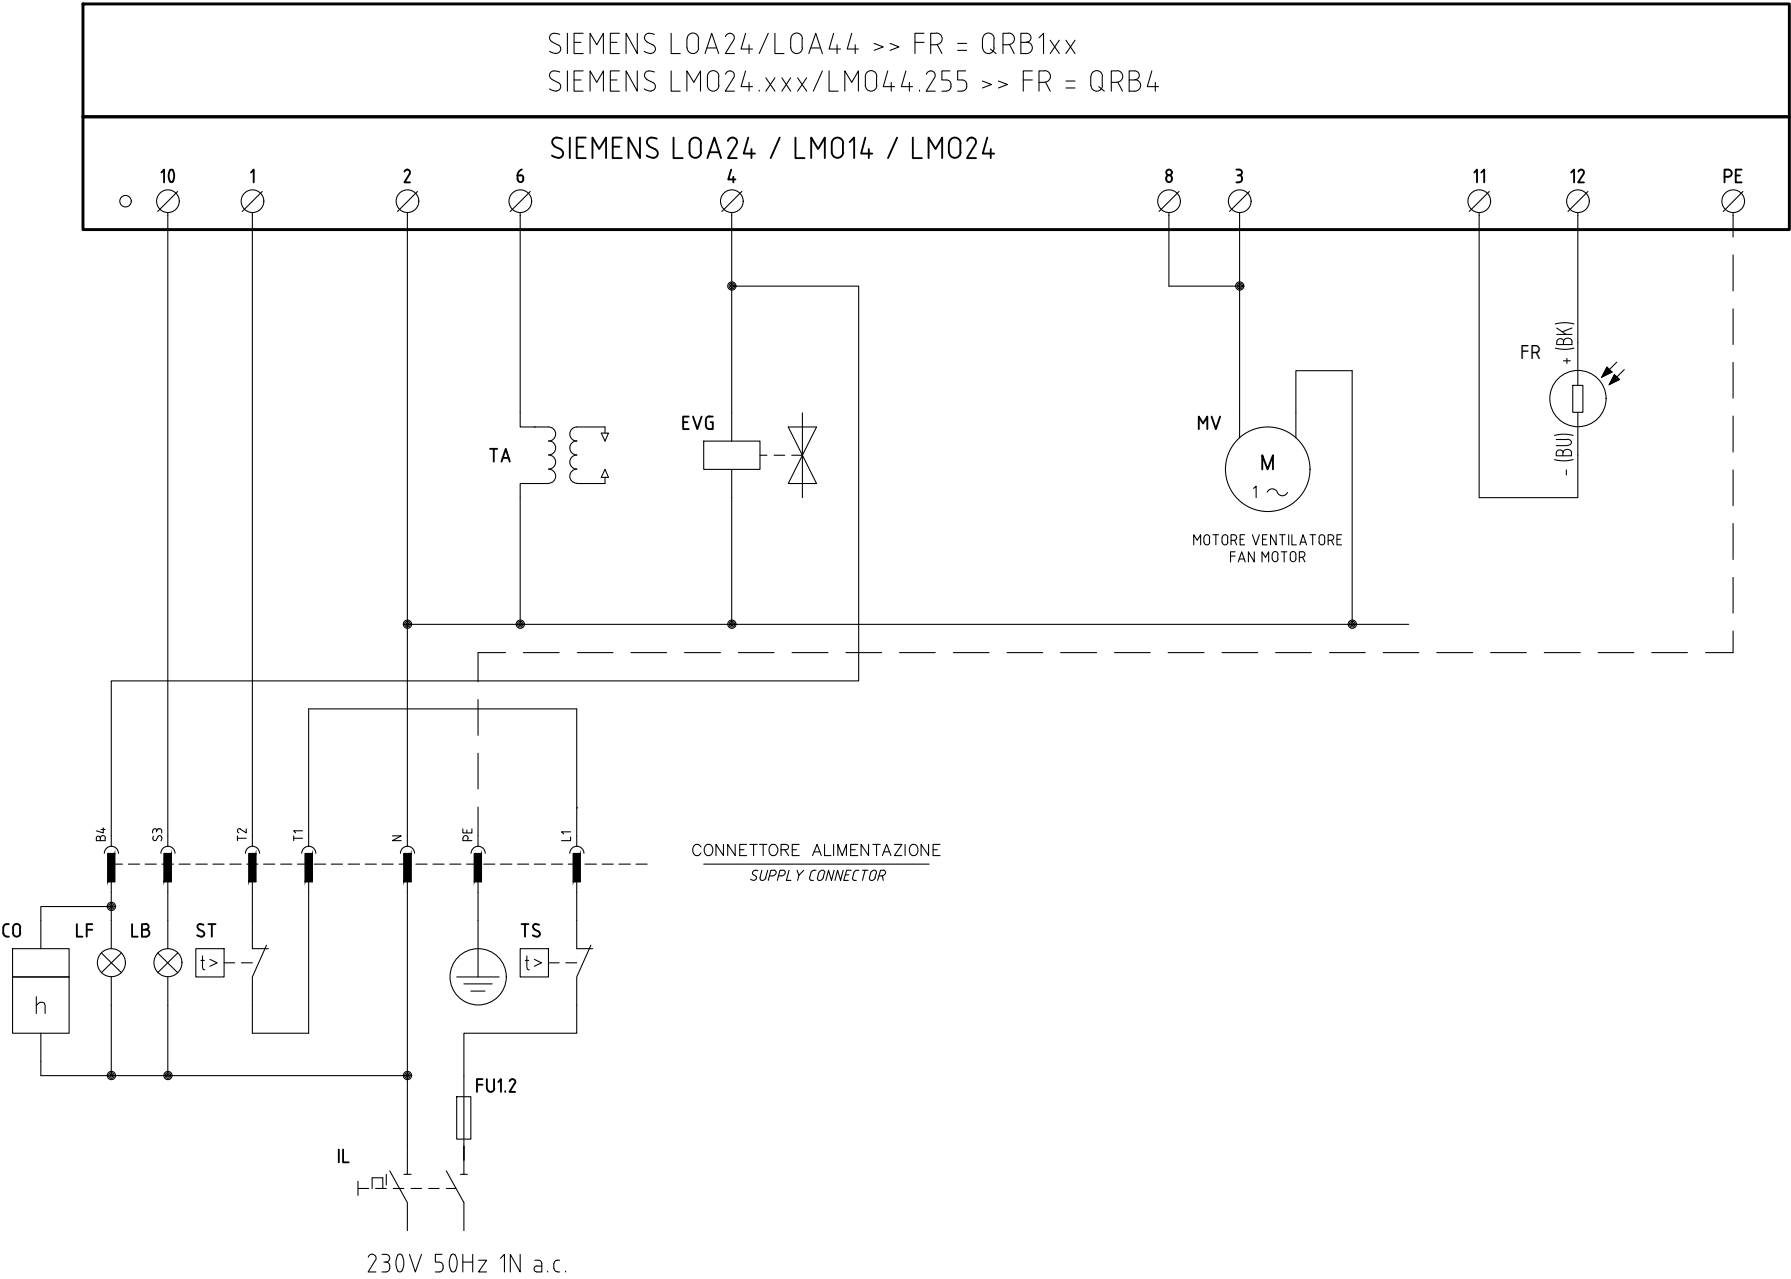 SIEMENS LOA24/LOA44 >> FR = QRB1xx
SIEMENS LMO24.xxx/LMO44.255 >> FR = QRB4
SIEMENS LOA24 / LMO14 / LMO24
10 1 2 6 4 8 3 11 12 PE
FR
+ (BK)
- (BU)
TA
EVG
MV
M
1 ~
MOTORE VENTILATORE
FAN MOTOR
B4 S3 T2 T1 N PE L1
CONNETTORE ALIMENTAZIONE
SUPPLY CONNECTOR
CO LF LB ST TS
t> t>
h
FU1.2
IL
230V 50Hz 1N a.c.